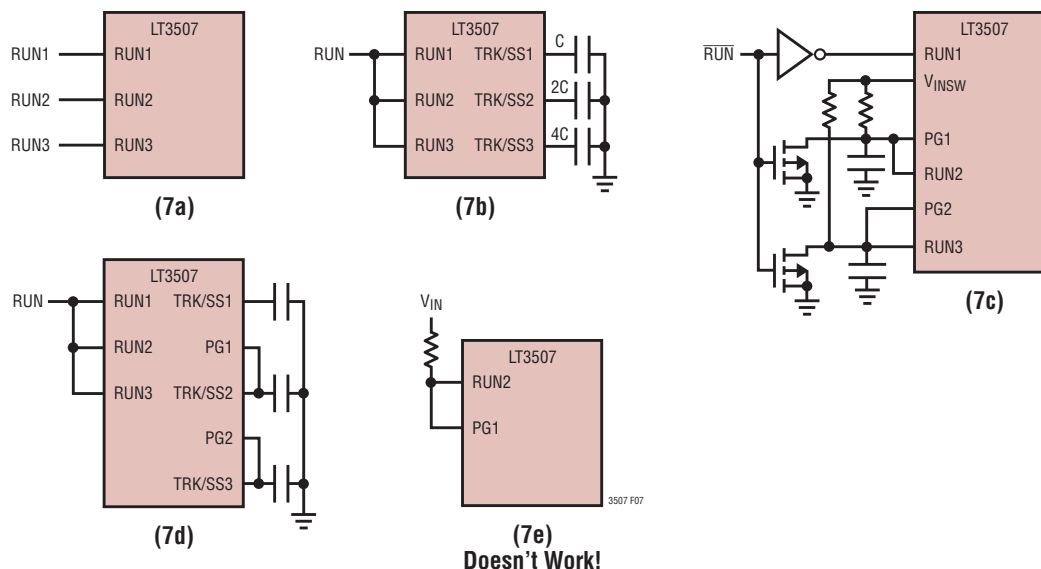 LT3507
RUN1
RUN1
RUN2
RUN2
RUN3
RUN3
(7a)
LT3507
RUN
RUN1
TRK/SS1
C
RUN2
TRK/SS2
2C
RUN3
TRK/SS3
4C
(7b)
LT3507
RUN
RUN1
VINSW
PG1
RUN2
PG2
RUN3
(7c)
LT3507
RUN
RUN1
TRK/SS1
RUN2
PG1
RUN3
TRK/SS2
PG2
TRK/SS3
(7d)
VIN
LT3507
RUN2
PG1
3507 F07
(7e)
Doesn't Work!